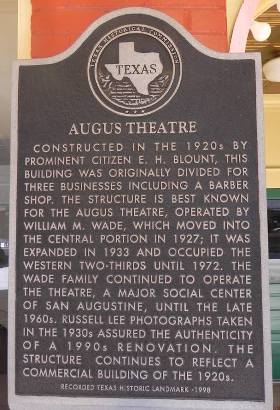 TEXAS HISTORICAL COMMISSION
TEXAS
AUGUS THEATRE
CONSTRUCTED IN THE 1920s BY
PROMINENT CITIZEN E. H. BLOUNT, THIS
BUILDING WAS ORIGINALLY DIVIDED FOR
THREE BUSINESSES INCLUDING A BARBER
SHOP. THE STRUCTURE IS BEST KNOWN
FOR THE AUGUS THEATRE, OPERATED BY
WILLIAM M. WADE, WHICH MOVED INTO
THE CENTRAL PORTION IN 1927; IT WAS
EXPANDED IN 1933 AND OCCUPIED THE
WESTERN TWO-THIRDS UNTIL 1972. THE
WADE FAMILY CONTINUED TO OPERATE
THE THEATRE, A MAJOR SOCIAL CENTER
OF SAN AUGUSTINE, UNTIL THE LATE
1960s. RUSSELL LEE PHOTOGRAPHS TAKEN
IN THE 1930s ASSURED THE AUTHENTICITY
OF A 1990s RENOVATION. THE
STRUCTURE CONTINUES TO REFLECT A
COMMERCIAL BUILDING OF THE 1920s.
RECORDED TEXAS HISTORIC LANDMARK -1998